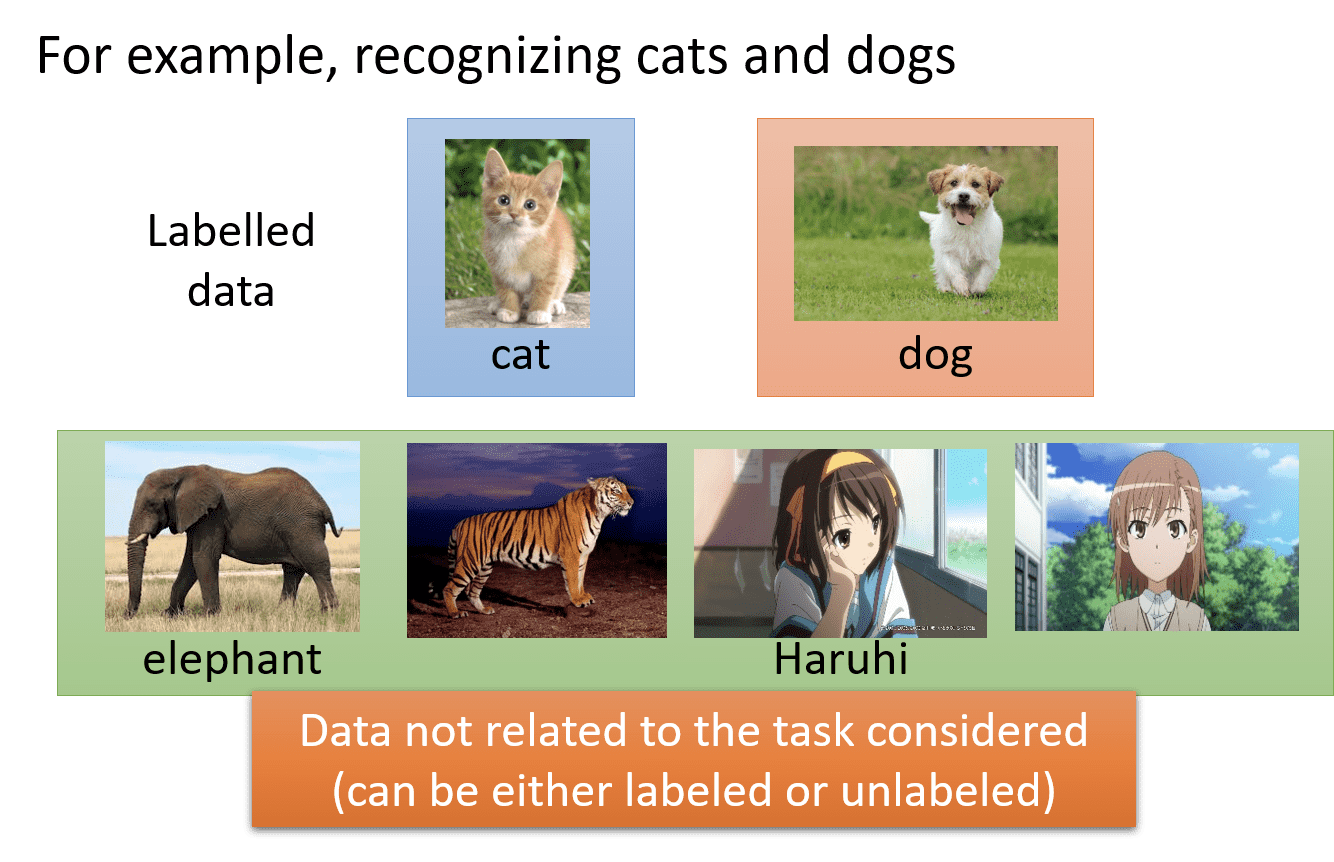 For example, recognizing cats and dogs
Labelled
data
cat
dog
elephant
Haruhi
Data not related to the task considered
(can be either labeled or unlabeled)